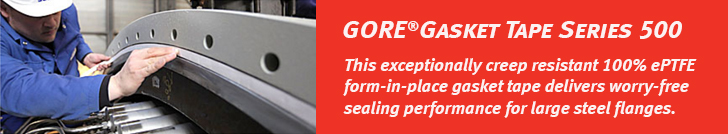 GORE®GASKET TAPE SERIES 500
This exceptionally creep resistant 100% ePTFE
form-in-place gasket tape delivers worry-free
sealing performance for large steel flanges.